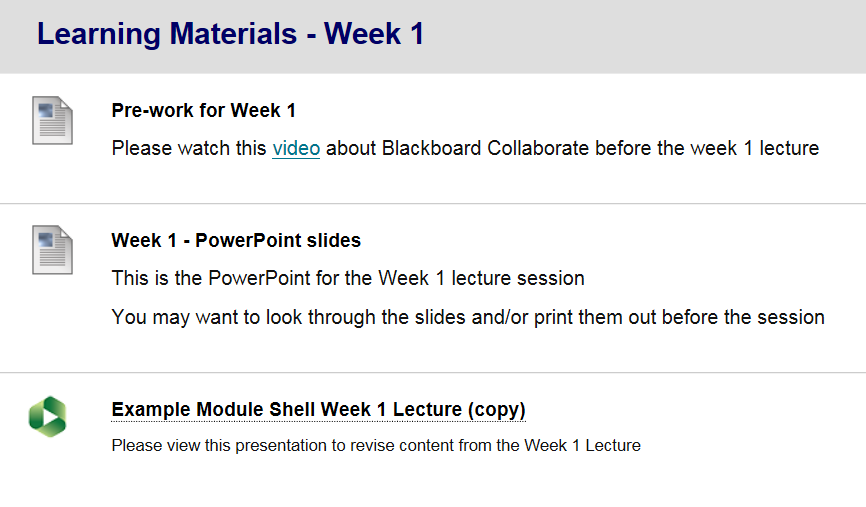 Learning Materials - Week 1
Pre-work for Week 1
Please watch this video about Blackboard Collaborate before the week 1 lecture
Week 1 - PowerPoint slides
This is the PowerPoint for the Week 1 lecture session
You may want to look through the slides and/or print them out before the session
Example Module Shell Week 1 Lecture (copy)
Please view this presentation to revise content from the Week 1 Lecture